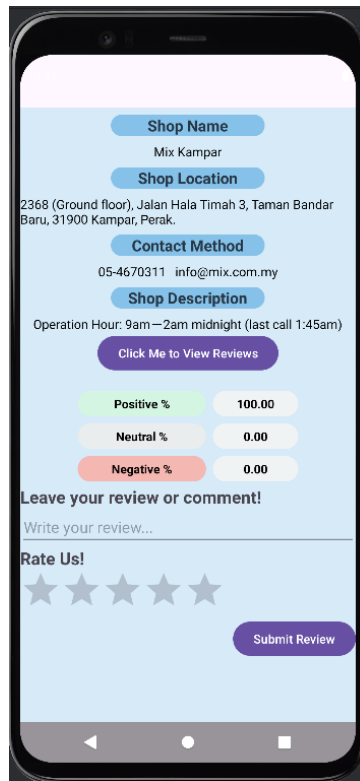 Shop Name
Mix Kampar
Shop Location
2368 (Ground floor), Jalan Hala Timah 3, Taman Bandar
Baru, 31900 Kampar, Perak.
Contact Method
05-4670311 info@mix.com.my
Shop Description
Operation Hour: 9am—2am midnight (last call 1:45am)
Click Me to View Reviews
Positive % 100.00
Neutral % 0.00
Negative % 0.00
Leave your review or comment!
Write your review...
Rate Us!
Submit Review